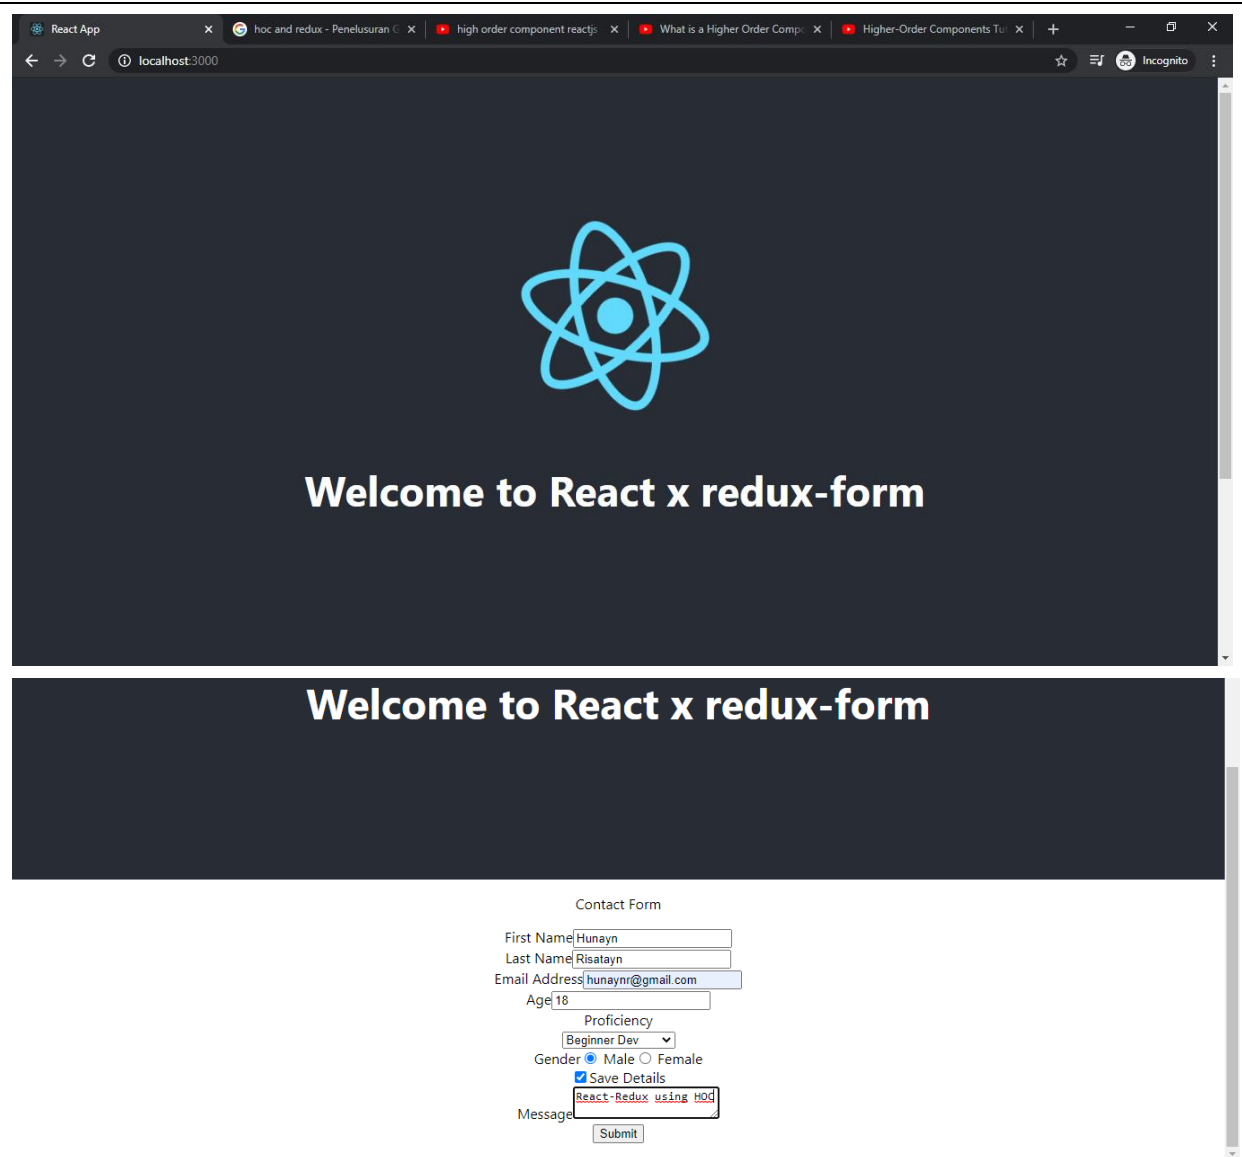 React App
hoc and redux - Penelusuran G
high order component reactjs
What is a Higher Order Compo
Higher-Order Components Tut
localhost:3000
Incognito
Welcome to React x redux-form
Welcome to React x redux-form
Contact Form
First Name Hunayn
Last Name Risatayn
Email Address hunaynr@gmail.com
Age 18
Proficiency
Beginner Dev
Gender Male Female
Save Details
React-Redux using HOC
Message
Submit